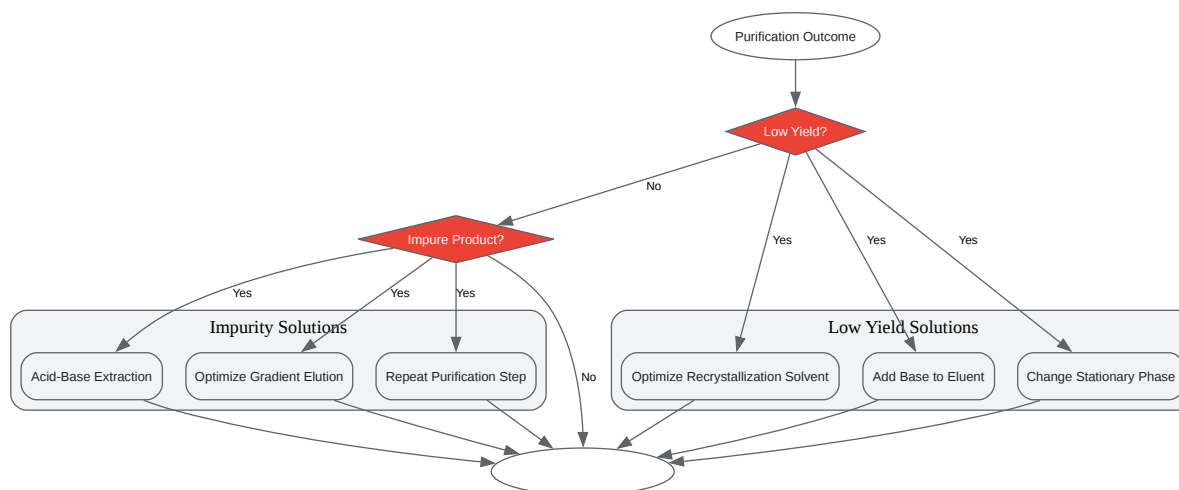 Purification Outcome
Low Yield?
No
Impure Product?
Yes
Yes
Yes
Yes
Yes
Yes
Impurity Solutions
Low Yield Solutions
Acid-Base Extraction
Optimize Gradient Elution
Repeat Purification Step
No
Optimize Recrystallization Solvent
Add Base to Eluent
Change Stationary Phase